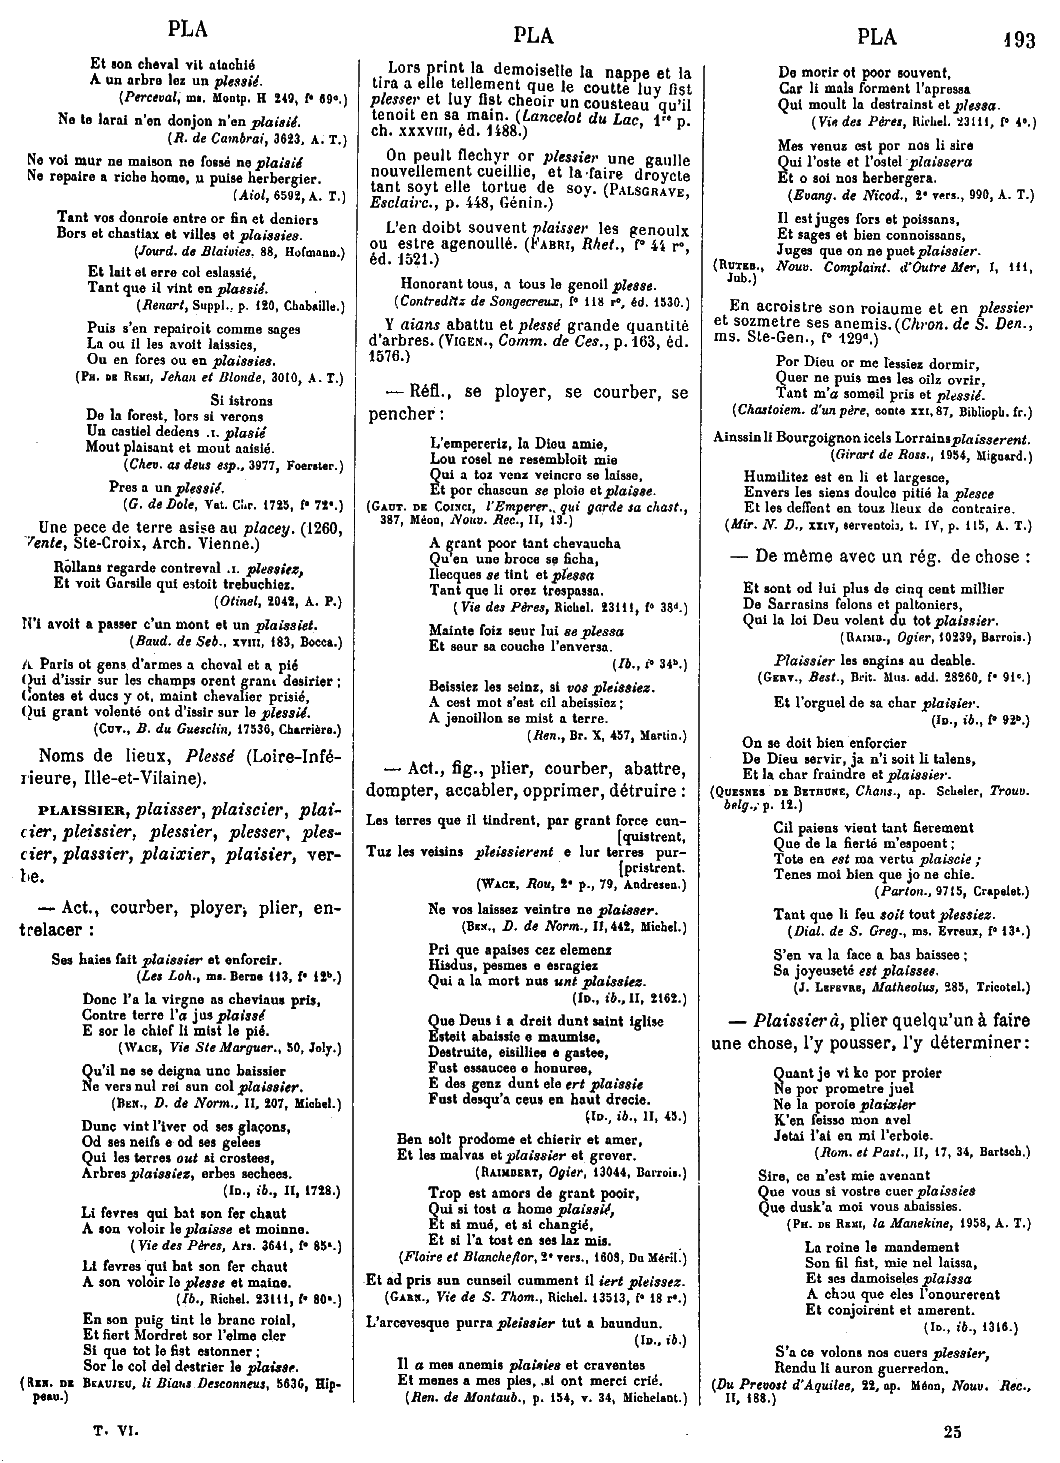 PLA
PLA
PLA
193
Et son cheval vit atachié
A un arbre lez un plessié.
(Perceval, ms. Montp. H 249, f° 69ᵉ.)
Ne te larai n'en donjon n'en plaisié.
(R. de Cambrai, 3623, A. T.)
Ne voi mur ne maison ne fossé ne plaisié
Ne repaire a riche home, u puise herbergier.
(Aiol, 6592, A. T.)
Tant vos donroie entre or fin et deniers
Bors et chastiax et villes et plaissies.
(Jourd. de Blaivies, 88, Hofmann.)
Et lait et erre col eslassié,
Tant que il vint en plassié.
(Renart, Suppl., p. 120, Chabaille.)
Puis s'en repairoit comme sages
La ou il les avoit laissies,
Ou en fores ou en plaissies.
(PH. DE REMI, Jehan et Blonde, 3010, A. T.)
Si istrons
De la forest, lors si verons
Un castiel dedens .I. plasié
Mout plaisant et mout aaisié.
(Chev. as deus esp., 3977, Foerster.)
Pres a un plessié.
(G. de Dole, Vat. Chr. 1725, f° 72ᵉ.)
Une pece de terre asise au placey. (1260,
Vente, Ste-Croix, Arch. Vienne.)
Rollans regarde contreval .I. plessiez,
Et voit Garsile qui estoit trebuchiez.
(Otinel, 2042, A. P.)
N'i avoit a passer c'un mont et un plaissiet.
(Baud. de Seb., XVIII, 183, Bocca.)
A Paris ot gens d'armes a cheval et a pié
Qui d'issir sur les champs orent grant desirier ;
Contes et ducs y ot, maint chevalier prisié,
Qui grant volenté ont d'issir sur le plessié.
(CUV., B. du Guesclin, 17536, Charrière.)
Noms de lieux, Plessé (Loire-Infé-
rieure, Ille-et-Vilaine).
PLAISSIER, plaisser, plaiscier, plai-
cier, pleissier, plessier, plesser, ples-
cier, plassier, plaixier, plaisier, ver-
be.
— Act., courber, ployer, plier, en-
trelacer :
Ses haies fait plaissier et enforcir.
(Les Loh., ms. Berne 113, f° 12ᵇ.)
Donc l'a la virgne as cheviaus pris,
Contre terre l'a jus plaissé
E sor le chief li mist le pié.
(WACE, Vie Ste Marguer., 50, Joly.)
Qu'il ne se deigna unc baissier
Ne vers nul rei sun col plaissier.
(BEN., D. de Norm., II, 207, Michel.)
Dunc vint l'iver od ses glaçons,
Od ses neifs e od ses gelees
Qui les terres out si crostees,
Arbres plaissiez, erbes sechees.
(ID., ib., II, 1728.)
Li fevres qui bat son fer chaut
A son voloir le plaisse et moinne.
(Vie des Pères, Ars. 3641, f° 85ᵉ.)
Li fevres qui bat son fer chaut
A son voloir le plesse et maine.
(Ib., Richel. 23111, f° 80ᵉ.)
En son puig tint le branc roial,
Et fiert Mordret sor l'elme cler
Si que tot le fist estonner ;
Sor le col del destrier le plaisse.
(REN. DE BEAUJEU, li Biaus Desconneus, 5636, Hip-
peau.)
T. VI.
Lors print la demoiselle la nappe et la
tira a elle tellement que le coutte luy fist
plesser et luy fist cheoir un cousteau qu'il
tenoit en sa main. (Lancelot du Lac, 1ʳᵉ p.
ch. XXXVIII, éd. 1488.)
On peult flechyr or plessier une gaulle
nouvellement cueillie, et la faire droycte
tant soyt elle tortue de soy. (PALSGRAVE,
Esclairc., p. 448, Génin.)
L'en doibt souvent plaisser les genoulx
ou estre agenoullé. (FABRI, Rhet., f° 44 r°,
éd. 1521.)
Honorant tous, a tous le genoil plesse.
(Contreditz de Songecreux, f° 118 r°, éd. 1530.)
Y aians abattu et plessé grande quantité
d'arbres. (VIGEN., Comm. de Ces., p. 163, éd.
1576.)
— Réfl., se ployer, se courber, se
pencher :
L'empereriz, la Dieu amie,
Lou rosel ne resembloit mie
Qui a toz venz veincre se laisse,
Et por chascun se ploie et plaisse.
(GAUT. DE COINCI, l'Emperer., qui garde sa chast.,
387, Méon, Nouv. Rec., II, 13.)
A grant poor tant chevaucha
Qu'en une broce se ficha,
Ilecques se tint et plessa
Tant que li orez trespassa.
(Vie des Pères, Richel. 23111, f° 38ᵈ.)
Mainte foiz seur lui se plessa
Et seur sa couche l'enversa.
(Ib., f° 34ᵇ.)
Beissiez les seinz, si vos pleissiez.
A cest mot s'est cil abeissiez ;
A jenoillon se mist a terre.
(Ren., Br. X, 457, Martin.)
— Act., fig., plier, courber, abattre,
dompter, accabler, opprimer, détruire :
Les terres que il tindrent, par grant force cun-
[quistrent,
Tuz les veisins pleissierent e lur terres pur-
[pristrent.
(WACE, Rou, 2ᵉ p., 79, Andresen.)
Ne vos laissez veintre ne plaisser.
(BEN., D. de Norm., II, 442, Michel.)
Pri que apaises cez elemenz
Hisdus, pesmes e esragiez
Qui a la mort nus unt plaissiez.
(ID., ib., II, 2162.)
Que Deus i a dreit dunt saint iglise
Esteit abaissie e maumise,
Destruite, eisilliee e gastee,
Fust essaucee e honuree,
E des genz dunt ele ert plaissie
Fust desqu'a ceus en haut drecie.
(ID., ib., II, 45.)
Ben solt prodome et chierir et amer,
Et les malvas et plaissier et grever.
(RAIMBERT, Ogier, 13044, Barrois.)
Trop est amors de grant pooir,
Qui si tost a home plaissié,
Et si mué, et si changié,
Et si l'a tost en ses laz mis.
(Floire et Blancheflor, 2ᵉ vers., 1608, Du Méril.)
Et ad pris sun cunseil cumment il iert pleissez.
(GARN., Vie de S. Thom., Richel. 13513, f° 18 r°.)
L'arcevesque purra pleissier tut a baundun.
(ID., ib.)
Il a mes anemis plaisies et craventes
Et menes a mes pies, si ont merci crié.
(Ren. de Montaub., p. 154, v. 34, Michelant.)
De morir ot poor souvent,
Car li mals forment l'apressa
Qui moult la destrainst et plessa.
(Vie des Pères, Richel. 23111, f° 4ᵉ.)
Mes venuz est por nos li sire
Qui l'oste et l'ostel plaissera
Et o soi nos herbergera.
(Evang. de Nicod., 2ᵉ vers., 990, A. T.)
Il est juges fors et poissans,
Et sages et bien connoissans,
Juges que on ne puet plaissier.
(RUTEB., Nouv. Complaint. d'Outre Mer, I, 111,
Jub.)
En acroistre son roiaume et en plessier
et sozmetre ses anemis. (Chron. de S. Den.,
ms. Ste-Gen., f° 129ᵈ.)
Por Dieu or me lessiez dormir,
Quer ne puis mes les oilz ovrir,
Tant m'a someil pris et plessié.
(Chastoiem. d'un père, conte XXI, 87, Biblioph. fr.)
Ainssin li Bourgoignon icels Lorrains plaisserent.
(Girart de Ross., 1954, Mignard.)
Humilitez est en li et largesce,
Envers les siens doulce pitié la plesce
Et les deffent en touz lieux de contraire.
(Mir. N. D., XXIV, serventois, t. IV, p. 115, A. T.)
— De même avec un rég. de chose :
Et sont od lui plus de cinq cent millier
De Sarrasins felons et paltoniers,
Qui la loi Deu volent du tot plaissier.
(RAIMB., Ogier, 10239, Barrois.)
Plaissier les engins au deable.
(GERV., Best., Brit. Mus. add. 28260, f° 91ᶜ.)
Et l'orguel de sa char plaisier.
(ID., ib., f° 92ᵇ.)
On se doit bien enforcier
De Dieu servir, ja n'i soit li talens,
Et la char fraindre et plaissier.
(QUESNES DE BETHUNE, Chans., ap. Scheler, Trouv.
belg., p. 12.)
Cil paiens vient tant fierement
Que de la fierté m'espoent ;
Tote en est ma vertu plaiscie ;
Tenes moi bien que jo ne chie.
(Parton., 9715, Crapelet.)
Tant que li feu soit tout plessiez.
(Dial. de S. Greg., ms. Evreux, f° 13ᵃ.)
S'en va la face a bas baissee ;
Sa joyeuseté est plaissee.
(J. LEFEVRE, Matheolus, 285, Tricotel.)
— Plaissier à, plier quelqu'un à faire
une chose, l'y pousser, l'y déterminer :
Quant je vi ke por proier
Ne por prometre juel
Ne la poroie plaixier
K'en feisse mon avel
Jetai l'ai en mi l'erboie.
(Rom. et Past., II, 17, 34, Bartsch.)
Sire, ce n'est mie avenant
Que vous si vostre cuer plaissies
Que dusk'a moi vous abaissies.
(PH. DE REMI, la Manekine, 1958, A. T.)
La roine le mandement
Son fil fist, mie nel laissa,
Et ses damoiseles plaissa
A chou que eles l'onourerent
Et conjoirent et amerent.
(ID., ib., 1316.)
S'a ce volons nos cuers plessier,
Rendu li auron guerredon.
(Du Prevost d'Aquilee, 22, ap. Méon, Nouv. Rec.,
II, 188.)
25